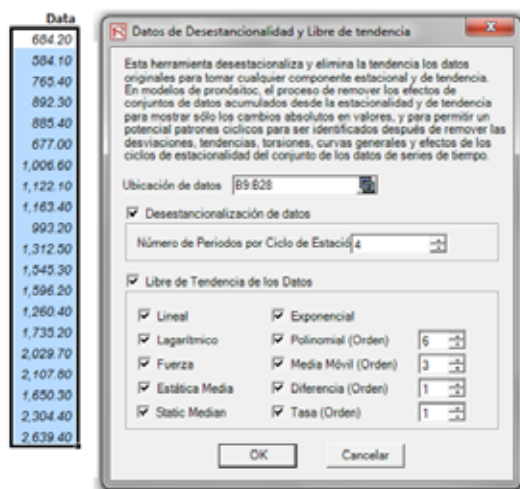 Data
684.20
584.10
765.40
892.30
885.40
677.00
1,006.60
1,122.10
1,163.40
993.20
1,312.50
1,545.30
1,596.20
1,260.40
1,735.20
2,029.70
2,107.80
1,650.30
2,304.40
2,639.40
Datos de Desestancionalidad y Libre de tendencia
Esta herramienta desestacionaliza y elimina la tendencia los datos
originales para tomar cualquier componente estacional y de tendencia.
En modelos de pronósitoc, el proceso de remover los efectos de
conjuntos de datos acumulados desde la estacionalidad y de tendencia
para mostrar sólo los cambios absolutos en valores, y para permitir un
potencial patrones cíclicos para ser identificados después de remover las
desviaciones, tendencias, torsiones, curvas generales y efectos de los
ciclos de estacionalidad del conjunto de los datos de series de tiempo.
Ubicación de datos B9:B28
Desestancionalización de datos
Número de Periodos por Ciclo de Estació 4
Libre de Tendencia de los Datos
Lineal
Exponencial
Lagarítmico
Polinomial (Orden) 6
Fuerza
Media Móvil (Orden) 3
Estática Media
Diferencia (Orden) 1
Static Median
Tasa (Orden) 1
OK
Cancelar